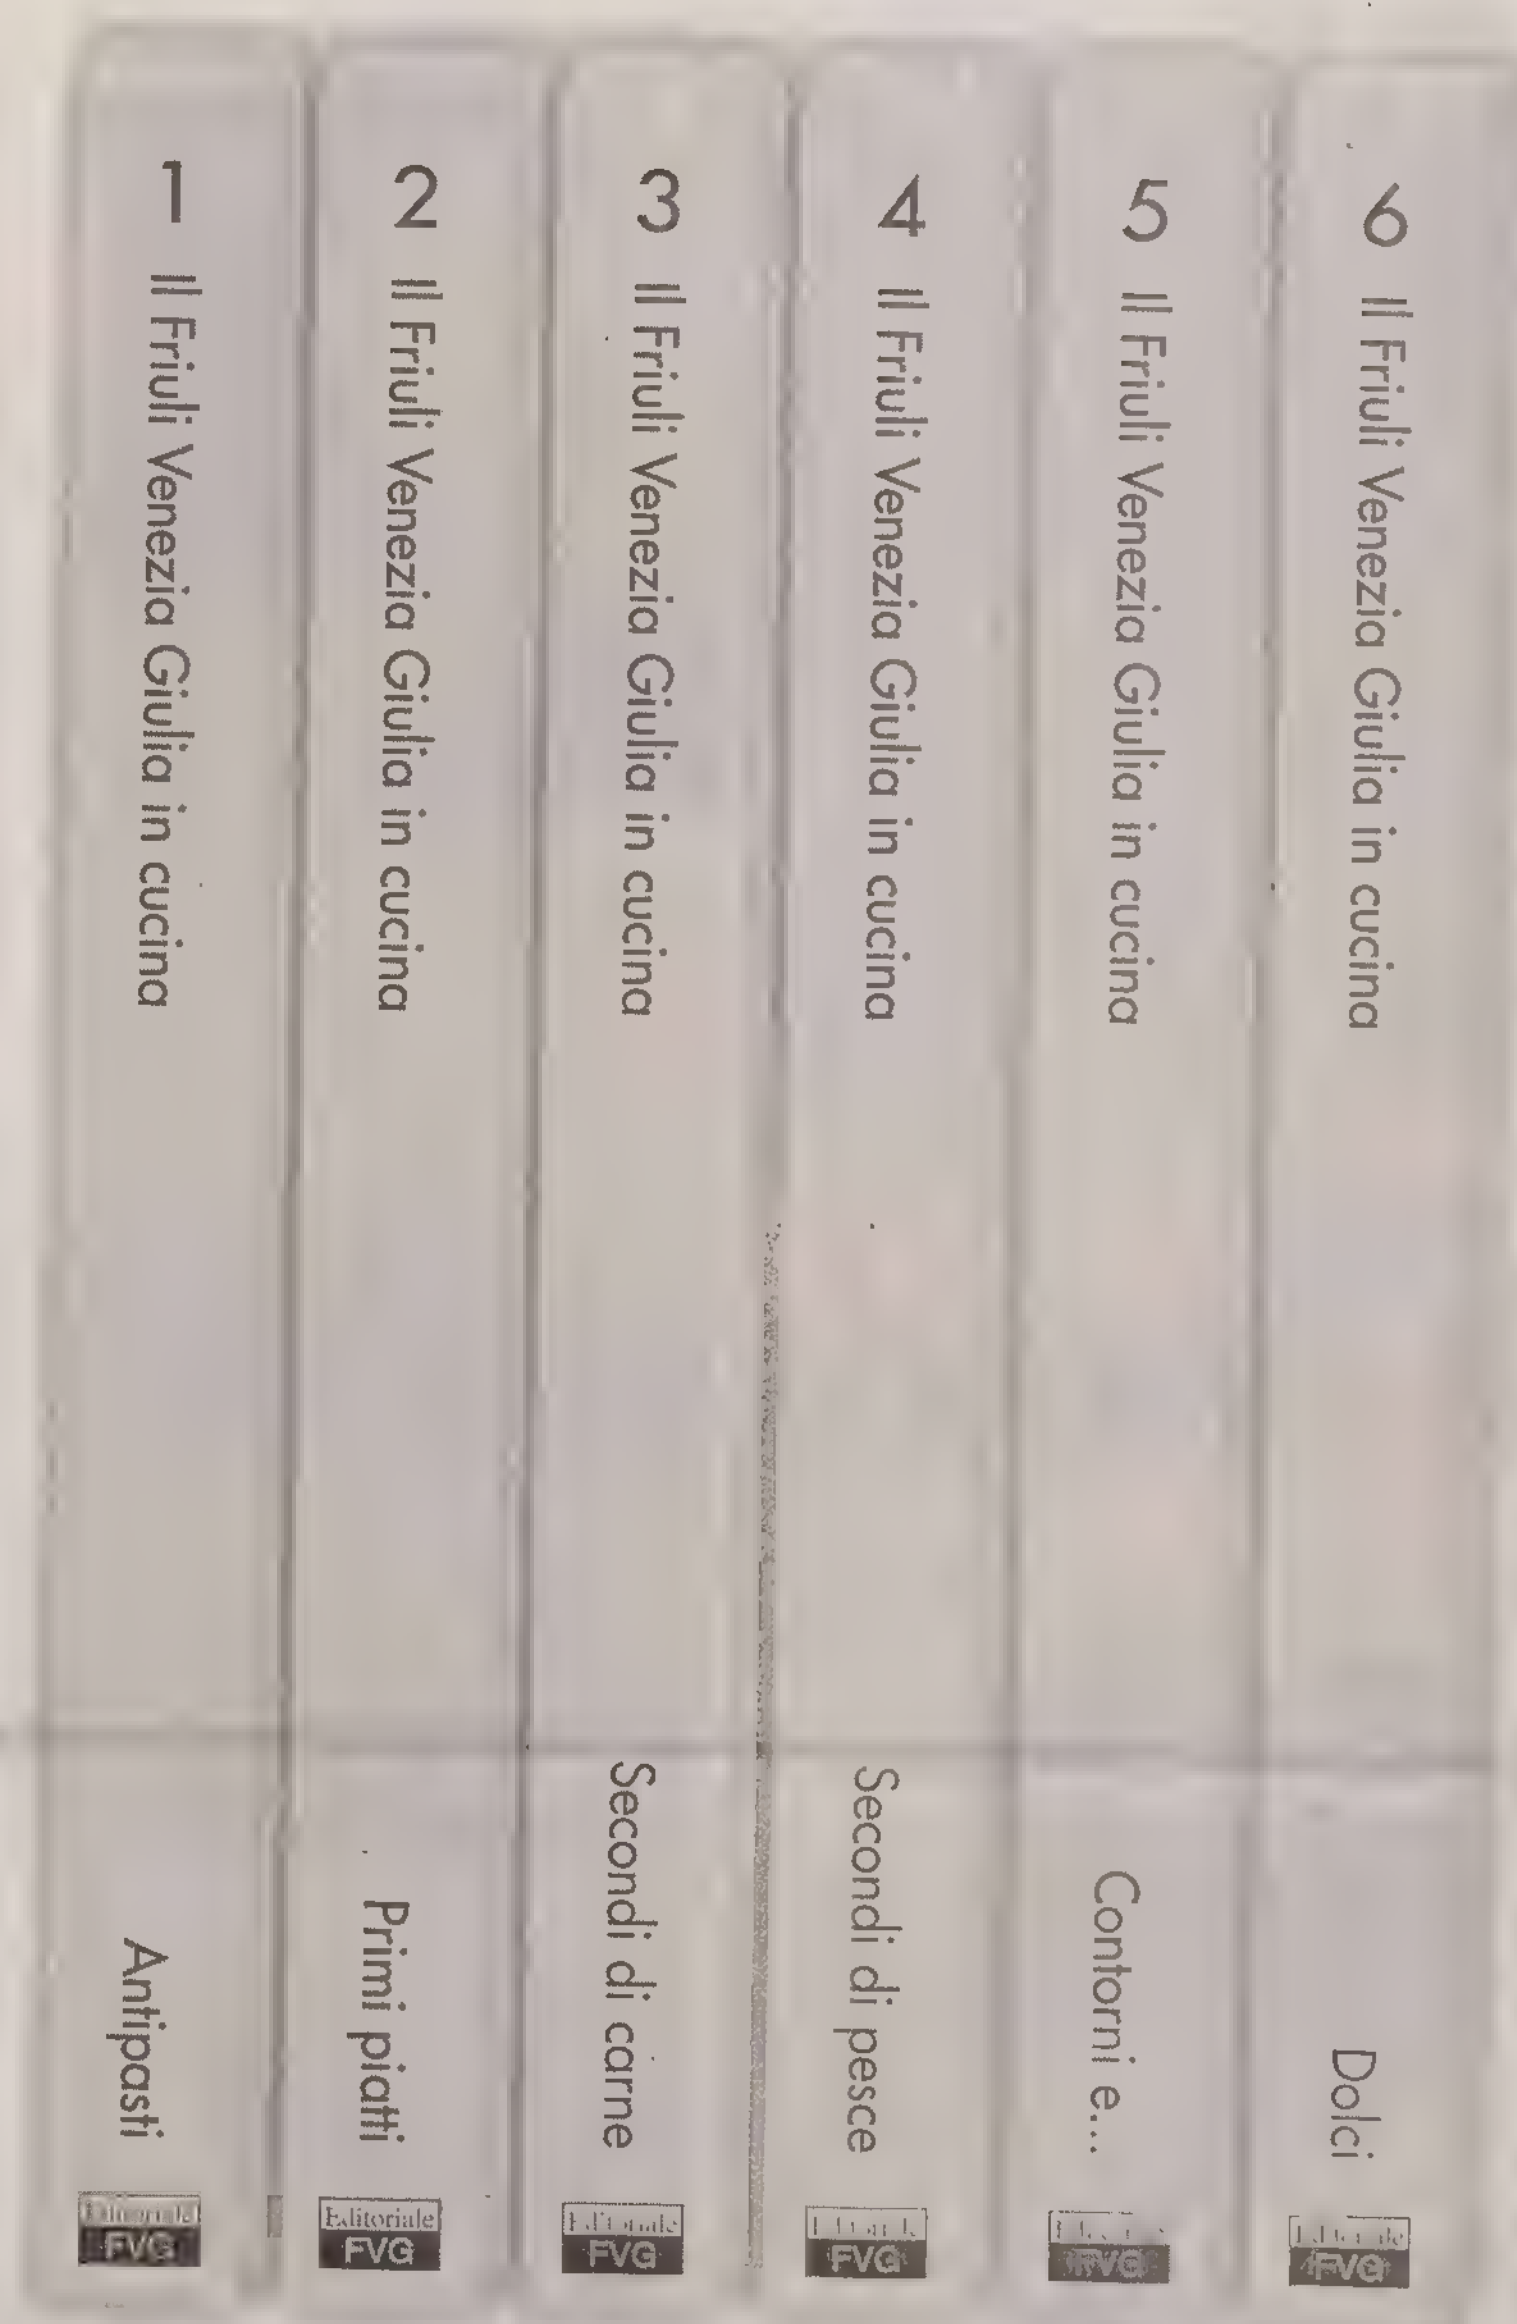 1 Il Friuli Venezia Giulia in cucina
Antipasti
Editoriale
FVG
2 Il Friuli Venezia Giulia in cucina
Primi piatti
Editoriale
FVG
3 Il Friuli Venezia Giulia in cucina
Secondi di carne
Editoriale
FVG
4 Il Friuli Venezia Giulia in cucina
Secondi di pesce
FVG
5 Il Friuli Venezia Giulia in cucina
Contorni e...
FVG
6 Il Friuli Venezia Giulia in cucina
Dolci
Editoriale
FVG